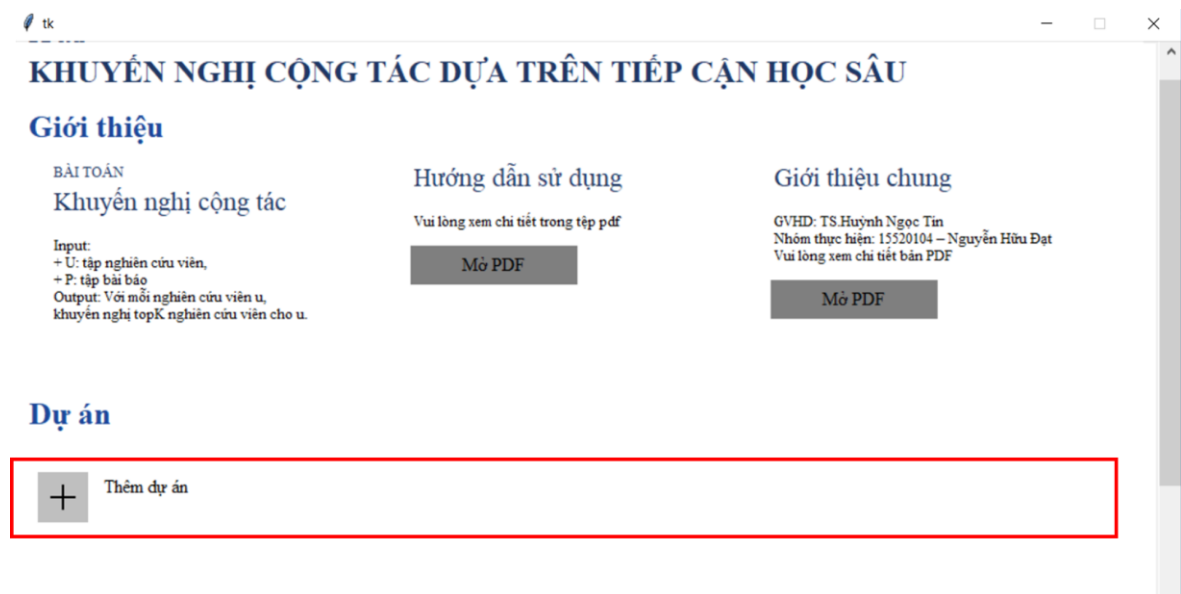 tk
KHUYẾN NGHỊ CỘNG TÁC DỰA TRÊN TIẾP CẬN HỌC SÂU
Giới thiệu
BÀI TOÁN
Khuyến nghị cộng tác
Input:
+ U: tập nghiên cứu viên,
+ P: tập bài báo
Output: Với mỗi nghiên cứu viên u,
khuyến nghị topK nghiên cứu viên cho u.
Hướng dẫn sử dụng
Vui lòng xem chi tiết trong tệp pdf
Mở PDF
Giới thiệu chung
GVHD: TS.Huỳnh Ngọc Tín
Nhóm thực hiện: 15520104 – Nguyễn Hữu Đạt
Vui lòng xem chi tiết bản PDF
Mở PDF
Dự án
Thêm dự án